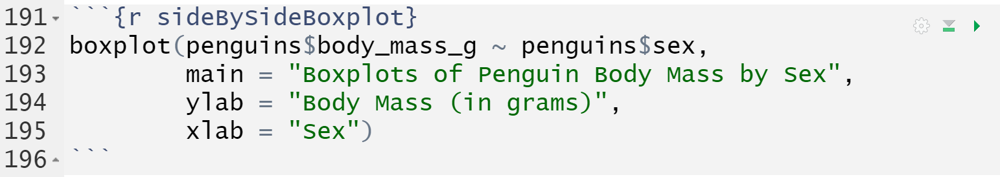 191 ```{r sideBySideBoxplot}
192 boxplot(penguins$body_mass_g ~ penguins$sex,
193         main = "Boxplots of Penguin Body Mass by Sex",
194         ylab = "Body Mass (in grams)",
195         xlab = "Sex")
196 ```